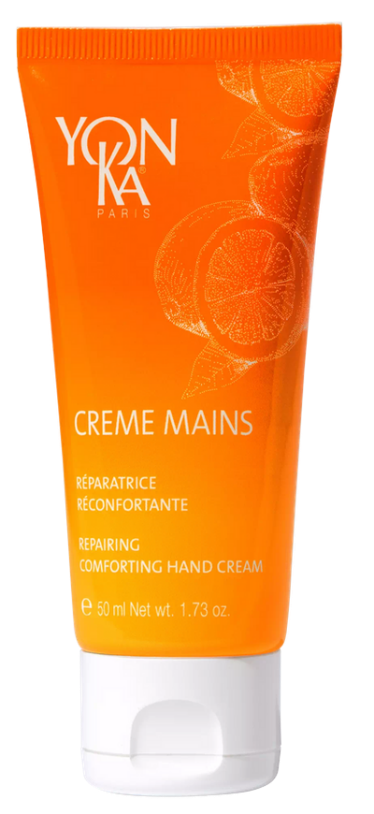 YON
KA®
PARIS
CREME MAINS
RÉPARATRICE
RÉCONFORTANTE
REPAIRING
COMFORTING HAND CREAM
℮ 50 ml Net wt. 1.73 oz.